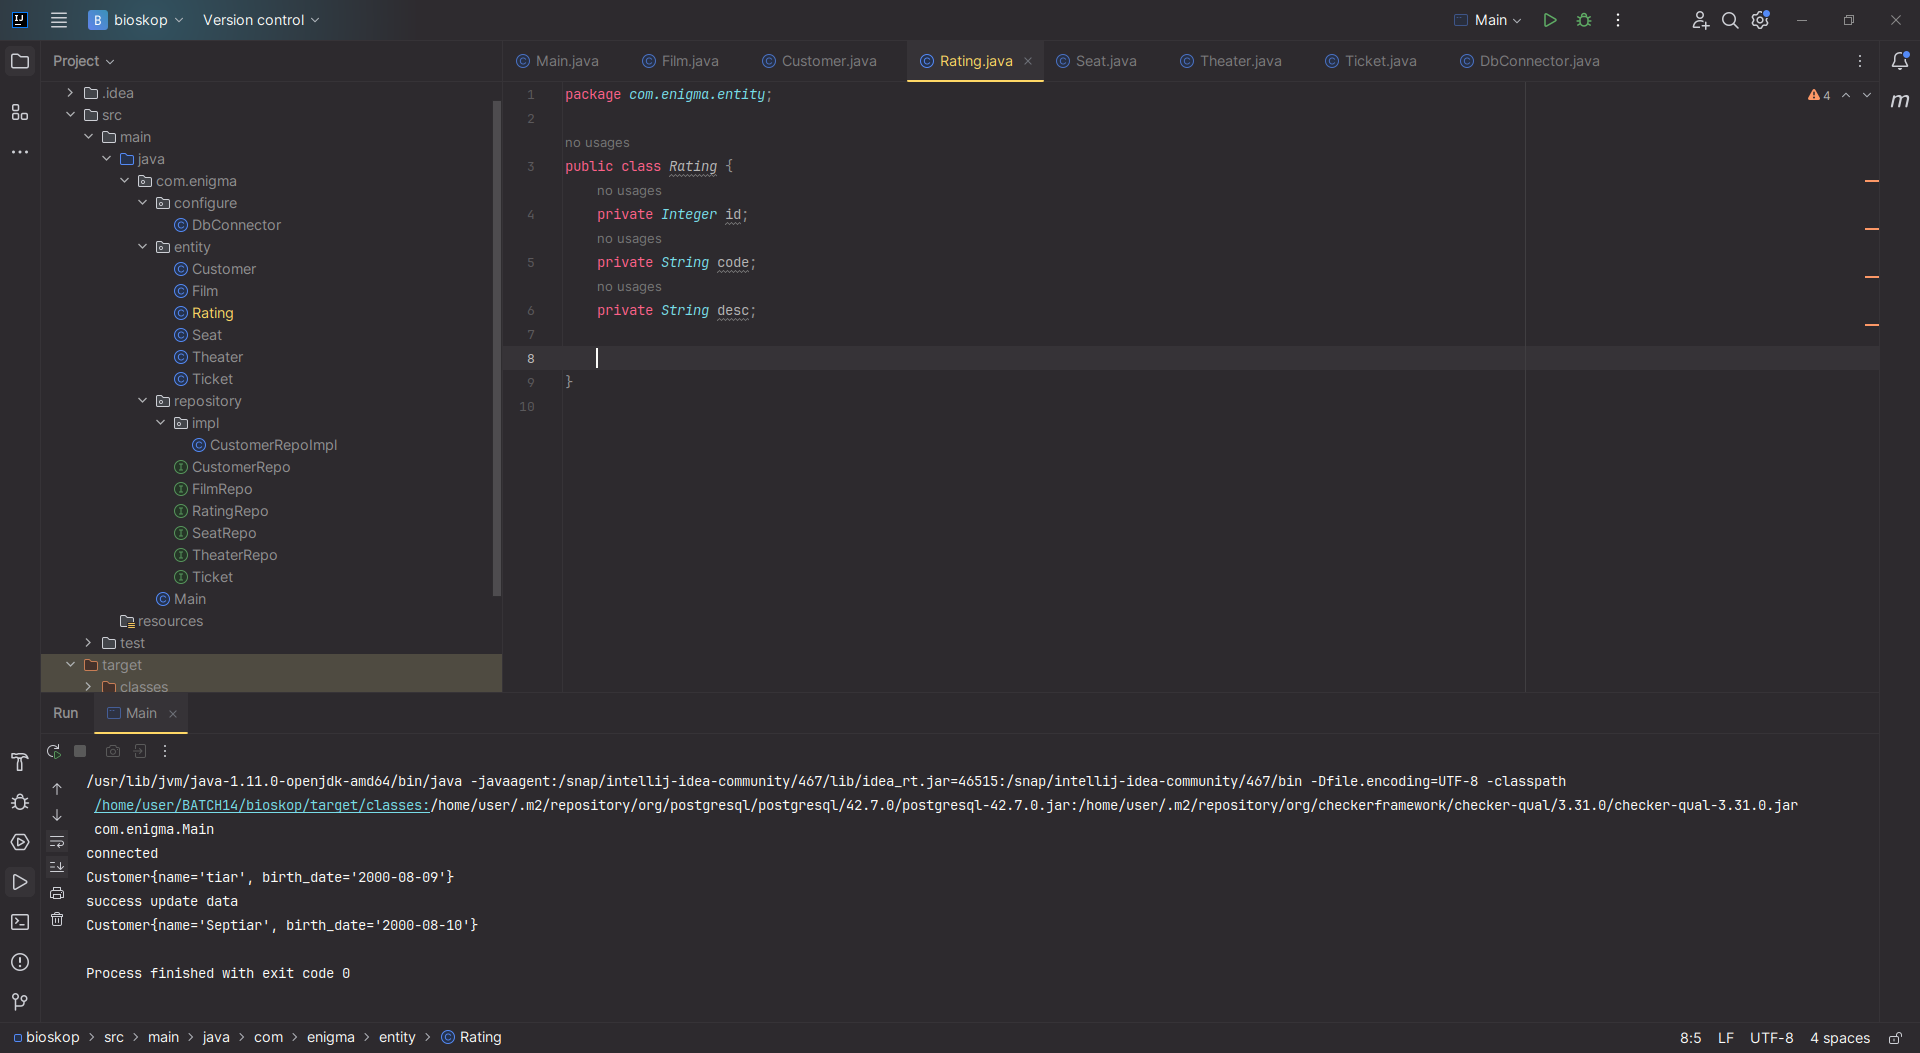 B bioskop Version control Main
Project
Main.java Film.java Customer.java Rating.java Seat.java Theater.java Ticket.java DbConnector.java
.idea
src
main
java
com.enigma
configure
DbConnector
entity
Customer
Film
Rating
Seat
Theater
Ticket
repository
impl
CustomerRepoImpl
CustomerRepo
FilmRepo
RatingRepo
SeatRepo
TheaterRepo
Ticket
Main
resources
test
target
classes
4
1 package com.enigma.entity;
2
no usages
3 public class Rating {
no usages
4 private Integer id;
no usages
5 private String code;
no usages
6 private String desc;
7
8
9 }
10
Run Main
/usr/lib/jvm/java-1.11.0-openjdk-amd64/bin/java -javaagent:/snap/intellij-idea-community/467/lib/idea_rt.jar=46515:/snap/intellij-idea-community/467/bin -Dfile.encoding=UTF-8 -classpath
/home/user/BATCH14/bioskop/target/classes:/home/user/.m2/repository/org/postgresql/postgresql/42.7.0/postgresql-42.7.0.jar:/home/user/.m2/repository/org/checkerframework/checker-qual/3.31.0/checker-qual-3.31.0.jar
com.enigma.Main
connected
Customer{name='tiar', birth_date='2000-08-09'}
success update data
Customer{name='Septiar', birth_date='2000-08-10'}
Process finished with exit code 0
bioskop > src > main > java > com > enigma > entity > Rating
8:5 LF UTF-8 4 spaces